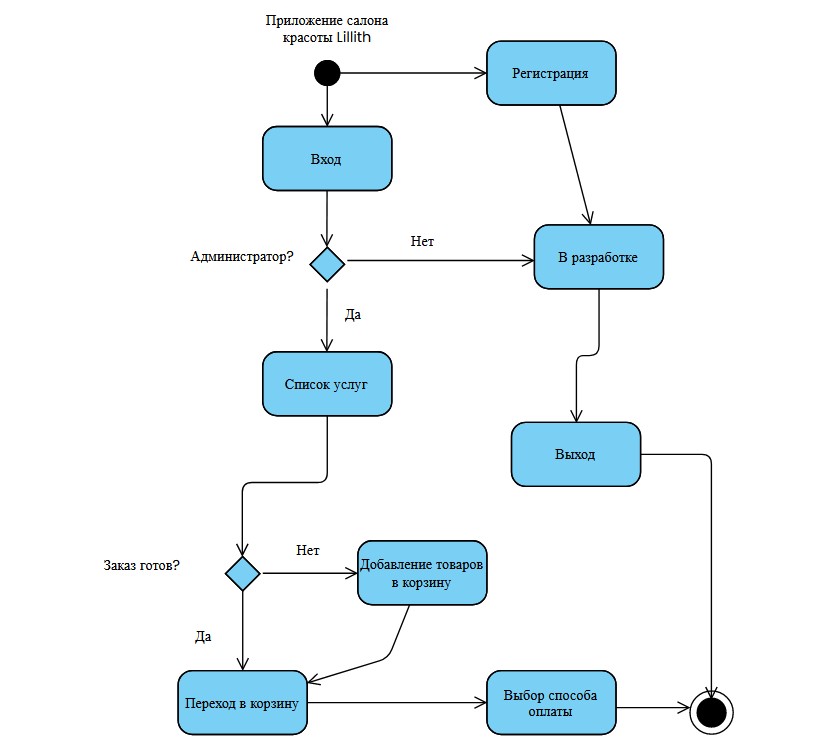 Приложение салона
красоты Lillith
Регистрация
Вход
Администратор?
Нет
В разработке
Да
Список услуг
Выход
Заказ готов?
Нет
Добавление товаров
в корзину
Да
Переход в корзину
Выбор способа
оплаты